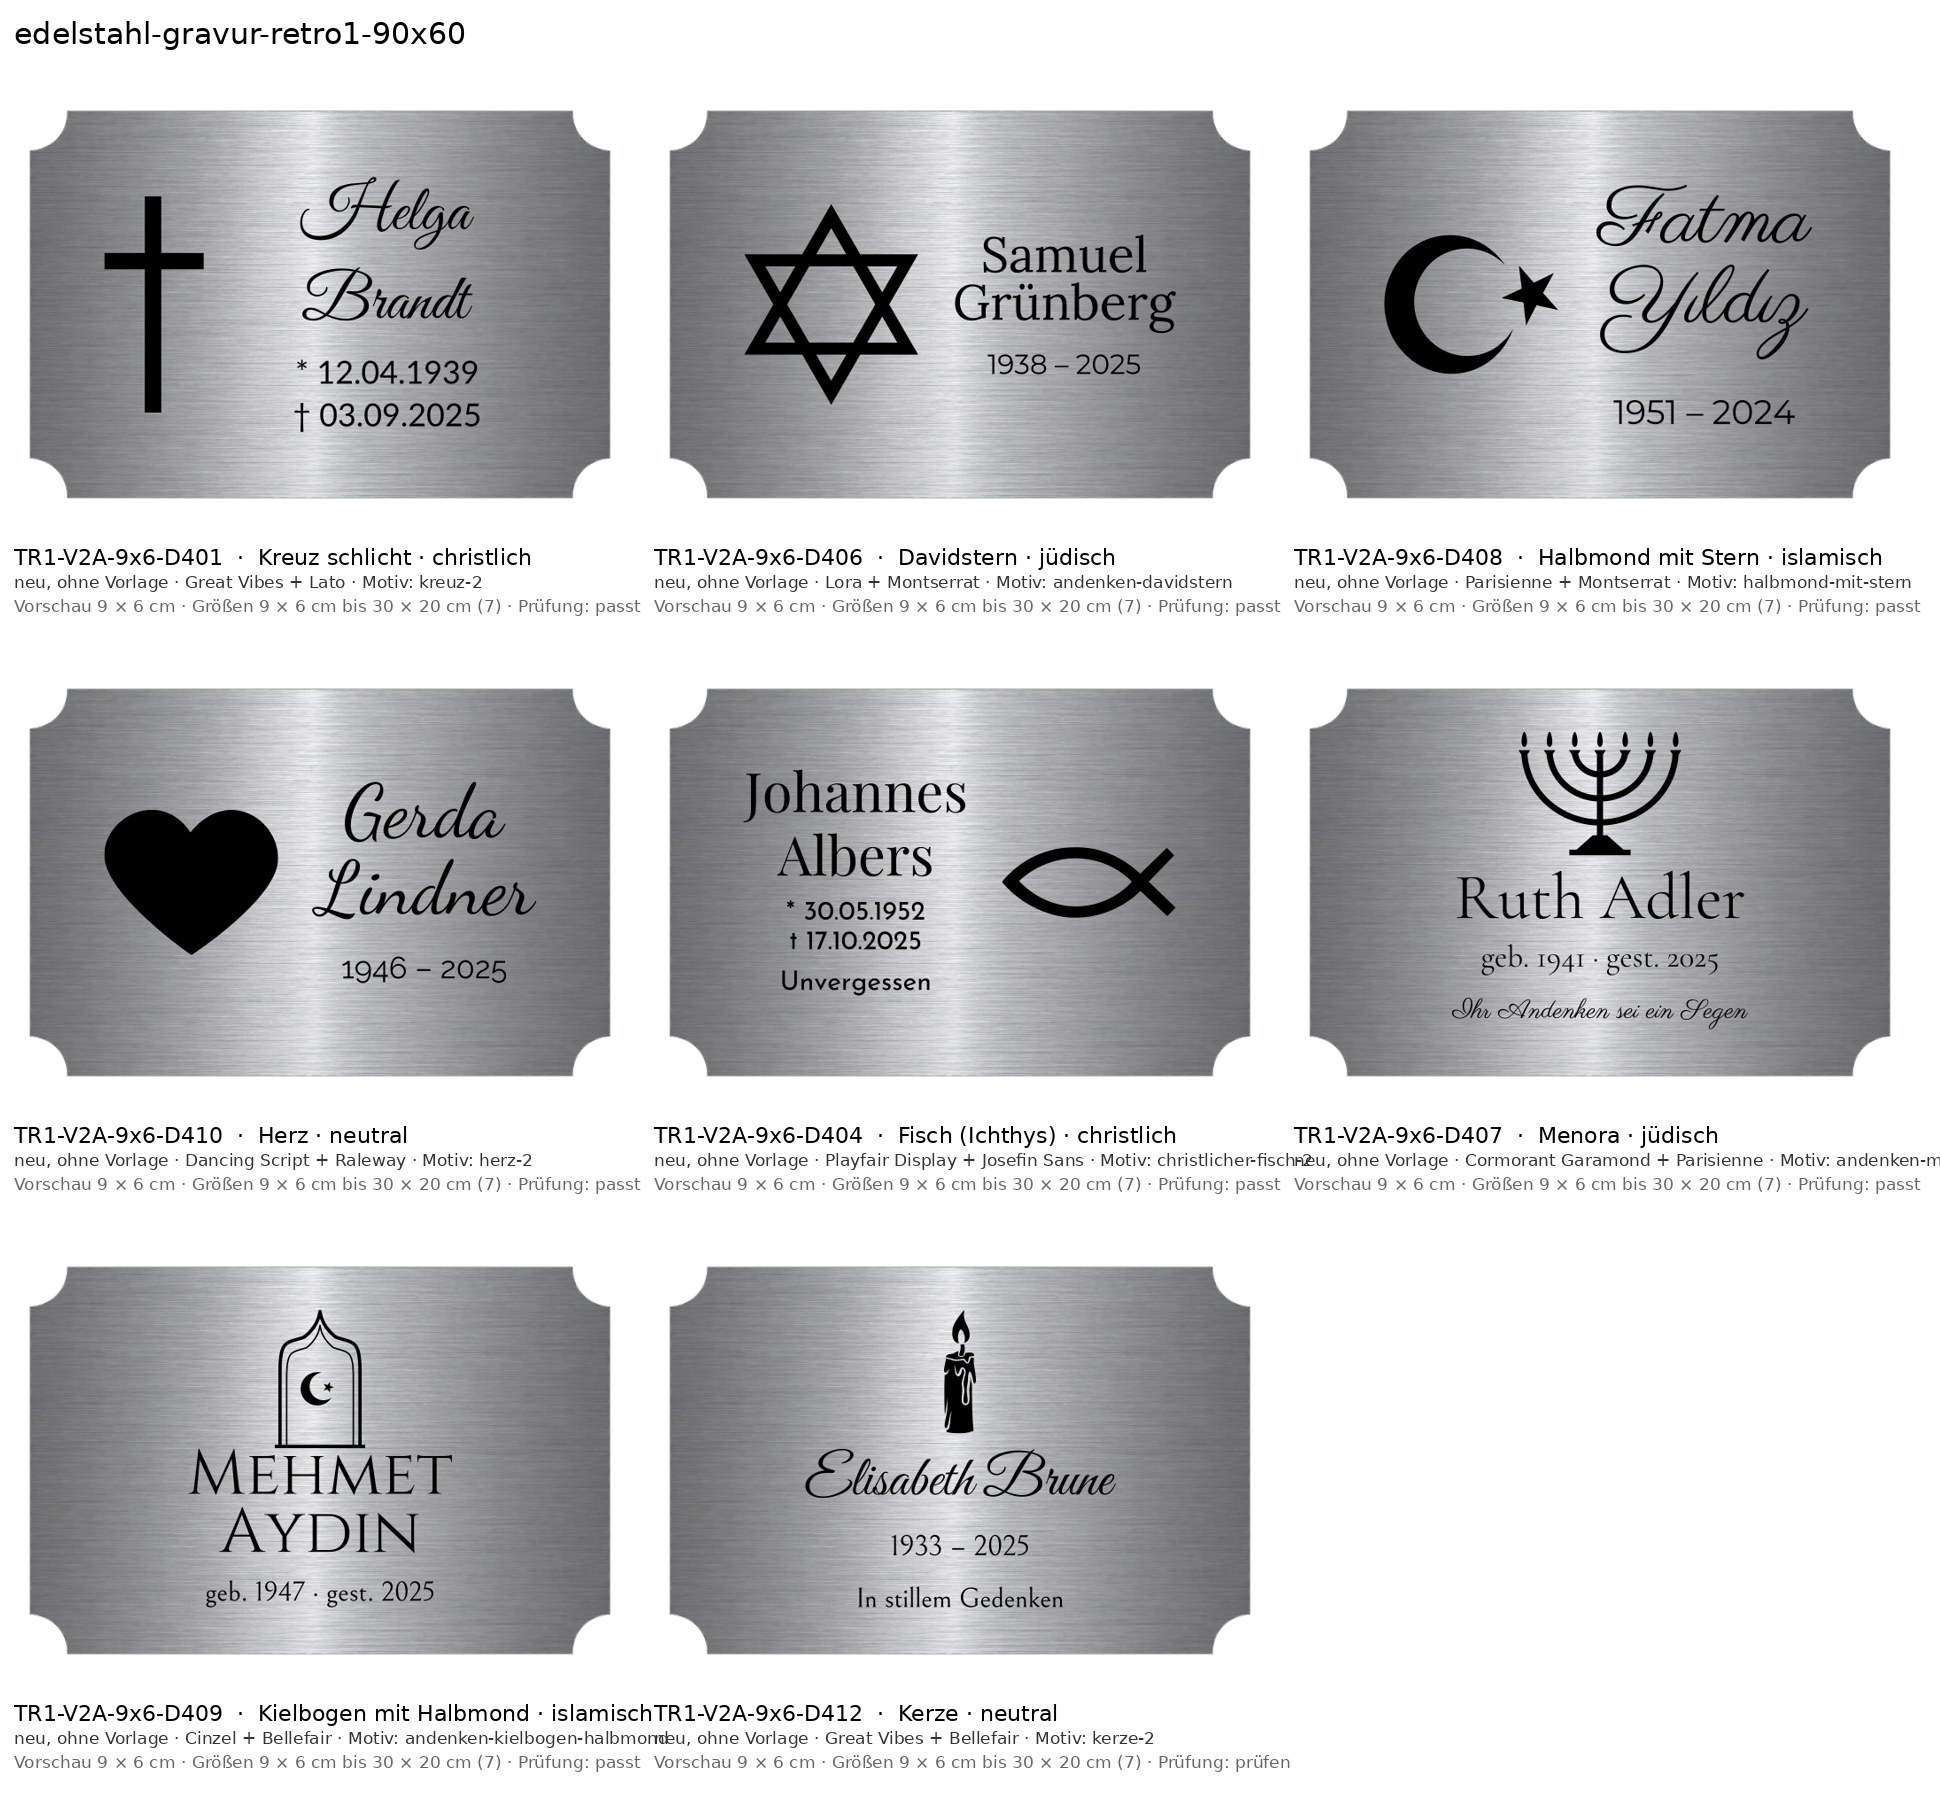 edelstahl-gravur-retro1-90x60
Helga
Brandt
* 12.04.1939
† 03.09.2025
TR1-V2A-9x6-D401 · Kreuz schlicht · christlich
neu, ohne Vorlage · Great Vibes + Lato · Motiv: kreuz-2
Vorschau 9 × 6 cm · Größen 9 × 6 cm bis 30 × 20 cm (7) · Prüfung: passt
Samuel
Grünberg
1938 – 2025
TR1-V2A-9x6-D406 · Davidstern · jüdisch
neu, ohne Vorlage · Lora + Montserrat · Motiv: andenken-davidstern
Vorschau 9 × 6 cm · Größen 9 × 6 cm bis 30 × 20 cm (7) · Prüfung: passt
Fatma
Yıldız
1951 – 2024
TR1-V2A-9x6-D408 · Halbmond mit Stern · islamisch
neu, ohne Vorlage · Parisienne + Montserrat · Motiv: halbmond-mit-stern
Vorschau 9 × 6 cm · Größen 9 × 6 cm bis 30 × 20 cm (7) · Prüfung: passt
Gerda
Lindner
1946 – 2025
TR1-V2A-9x6-D410 · Herz · neutral
neu, ohne Vorlage · Dancing Script + Raleway · Motiv: herz-2
Vorschau 9 × 6 cm · Größen 9 × 6 cm bis 30 × 20 cm (7) · Prüfung: passt
Johannes
Albers
* 30.05.1952
† 17.10.2025
Unvergessen
TR1-V2A-9x6-D404 · Fisch (Ichthys) · christlich
neu, ohne Vorlage · Playfair Display + Josefin Sans · Motiv: christlicher-fisch-2
Vorschau 9 × 6 cm · Größen 9 × 6 cm bis 30 × 20 cm (7) · Prüfung: passt
Ruth Adler
geb. 1941 · gest. 2025
Ihr Andenken sei ein Segen
TR1-V2A-9x6-D407 · Menora · jüdisch
neu, ohne Vorlage · Cormorant Garamond + Parisienne · Motiv: andenken-m
Vorschau 9 × 6 cm · Größen 9 × 6 cm bis 30 × 20 cm (7) · Prüfung: passt
MEHMET
AYDIN
geb. 1947 · gest. 2025
TR1-V2A-9x6-D409 · Kielbogen mit Halbmond · islamisch
neu, ohne Vorlage · Cinzel + Bellefair · Motiv: andenken-kielbogen-halbmond
Vorschau 9 × 6 cm · Größen 9 × 6 cm bis 30 × 20 cm (7) · Prüfung: passt
Elisabeth Brune
1933 – 2025
In stillem Gedenken
TR1-V2A-9x6-D412 · Kerze · neutral
neu, ohne Vorlage · Great Vibes + Bellefair · Motiv: kerze-2
Vorschau 9 × 6 cm · Größen 9 × 6 cm bis 30 × 20 cm (7) · Prüfung: prüfen